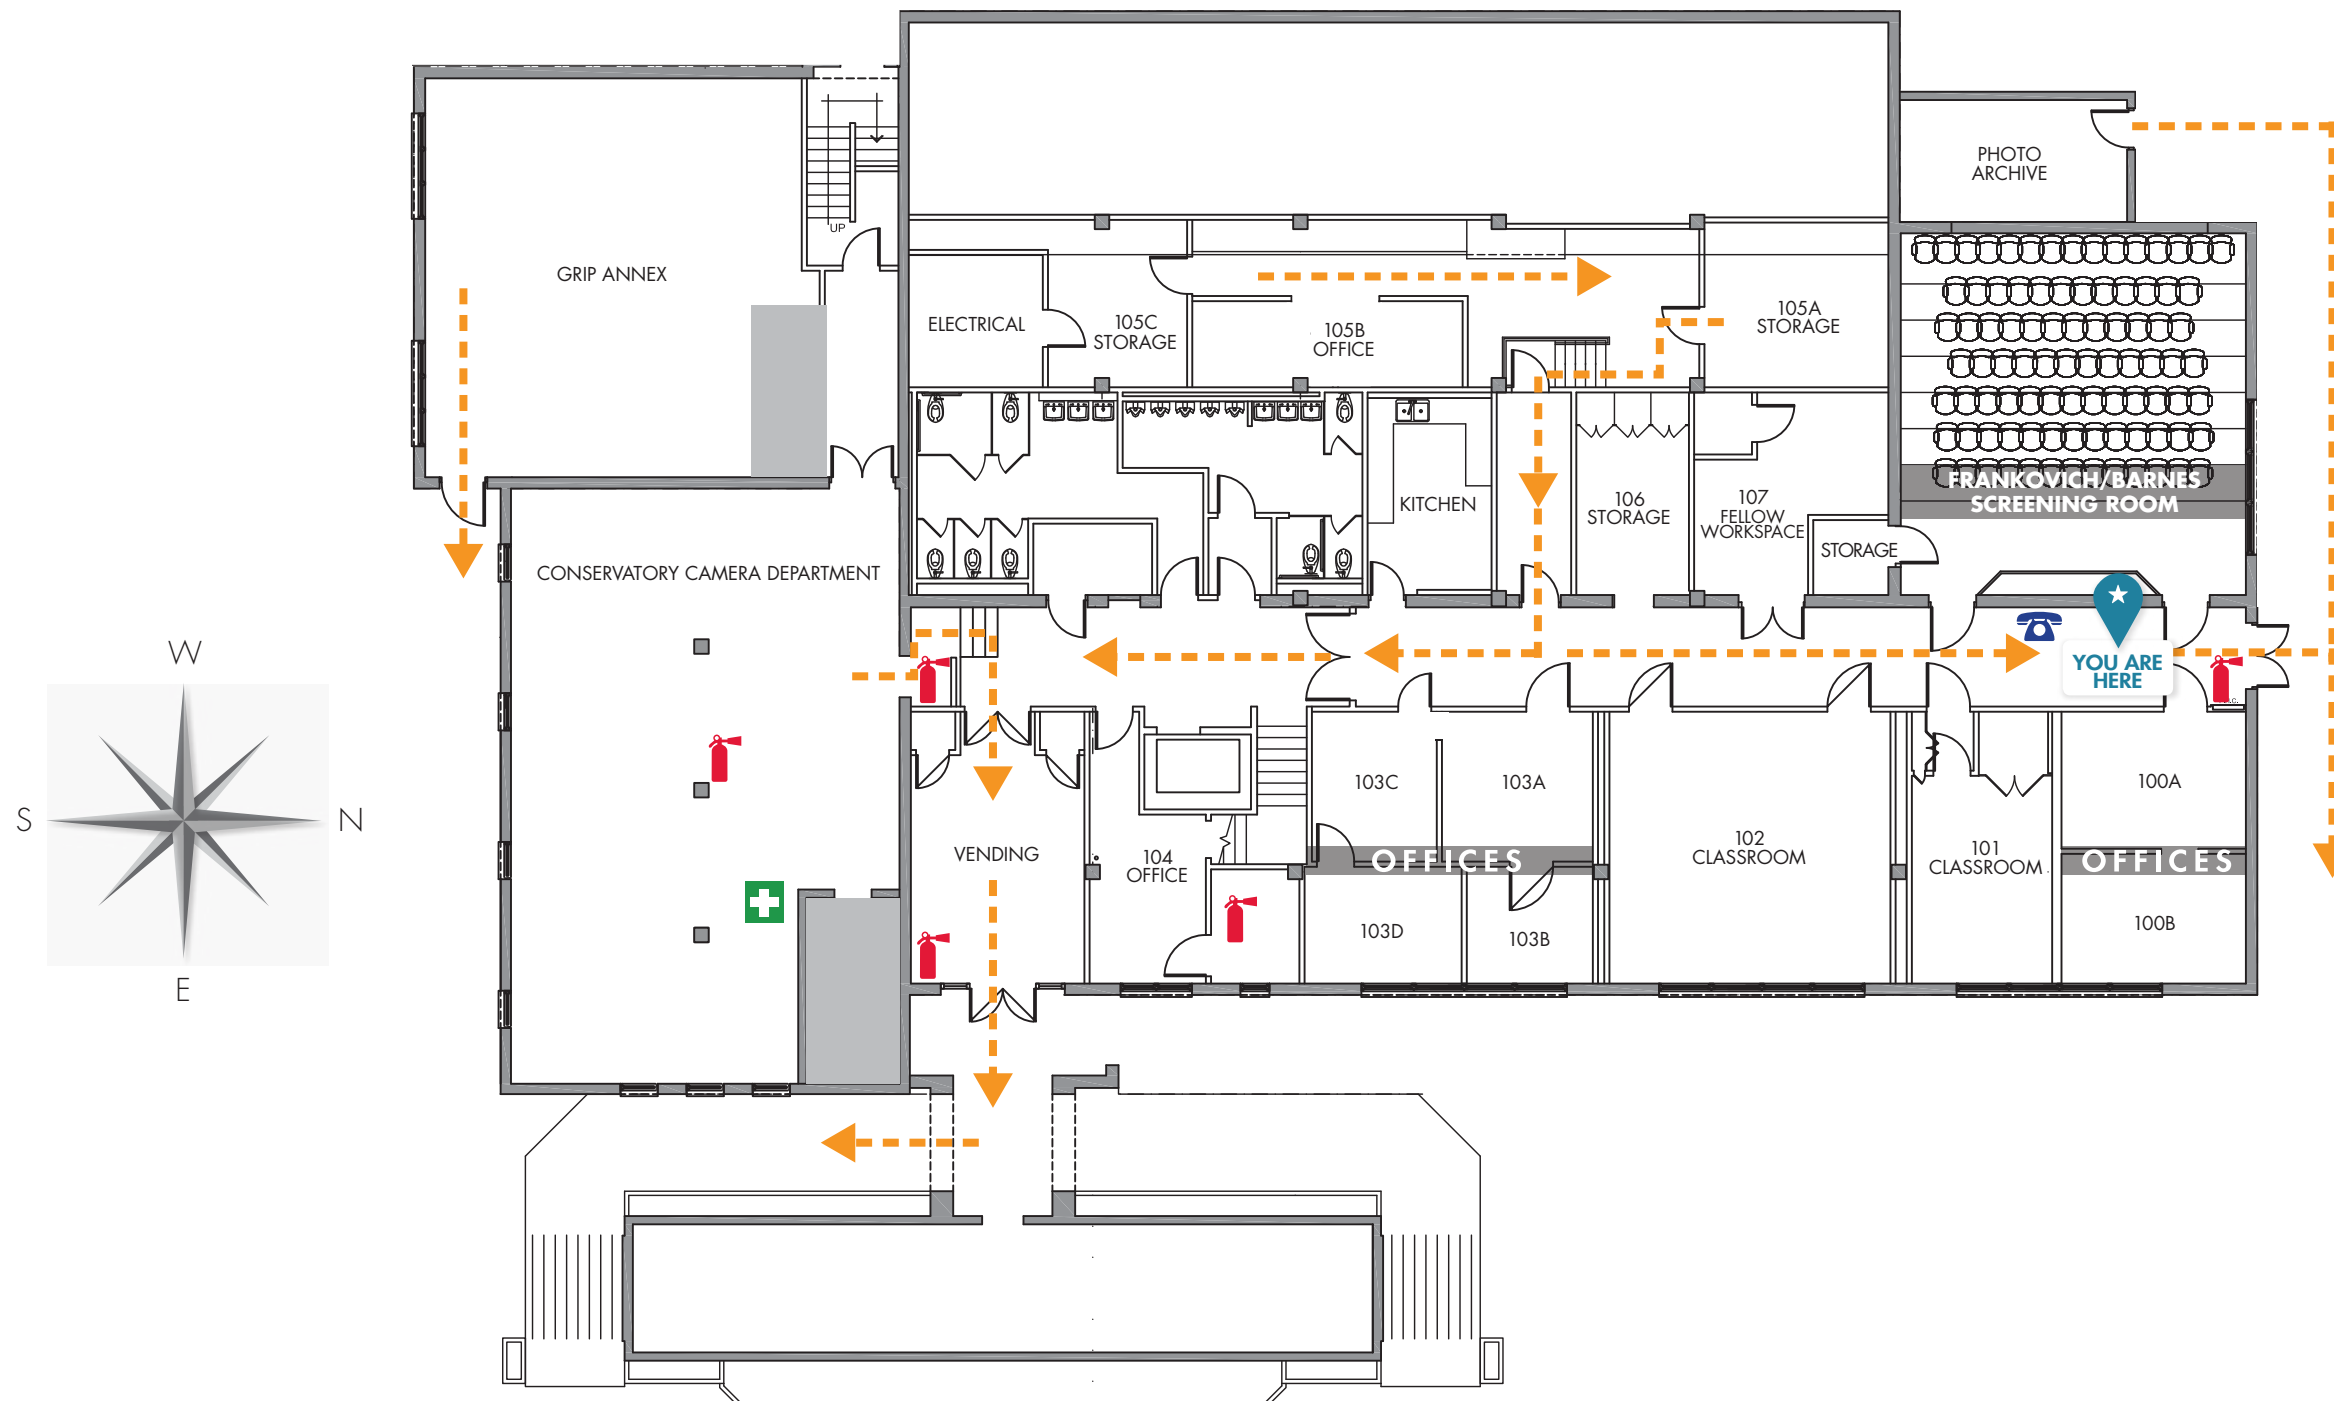 PHOTO
ARCHIVE
UP
GRIP ANNEX
ELECTRICAL
105C
STORAGE
105B
OFFICE
105A
STORAGE
FRANKOVICH/BARNES
SCREENING ROOM
KITCHEN
106
STORAGE
107
FELLOW
WORKSPACE
STORAGE
CONSERVATORY CAMERA DEPARTMENT
W
S
N
E
YOU ARE
HERE
103C
103A
100A
VENDING
104
OFFICE
OFFICES
102
CLASSROOM
101
CLASSROOM
OFFICES
103D
103B
100B